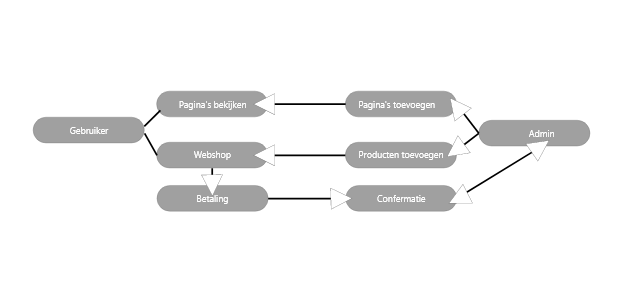 Pagina's bekijken
Pagina's toevoegen
Gebruiker
Admin
Webshop
Producten toevoegen
Betaling
Confermatie